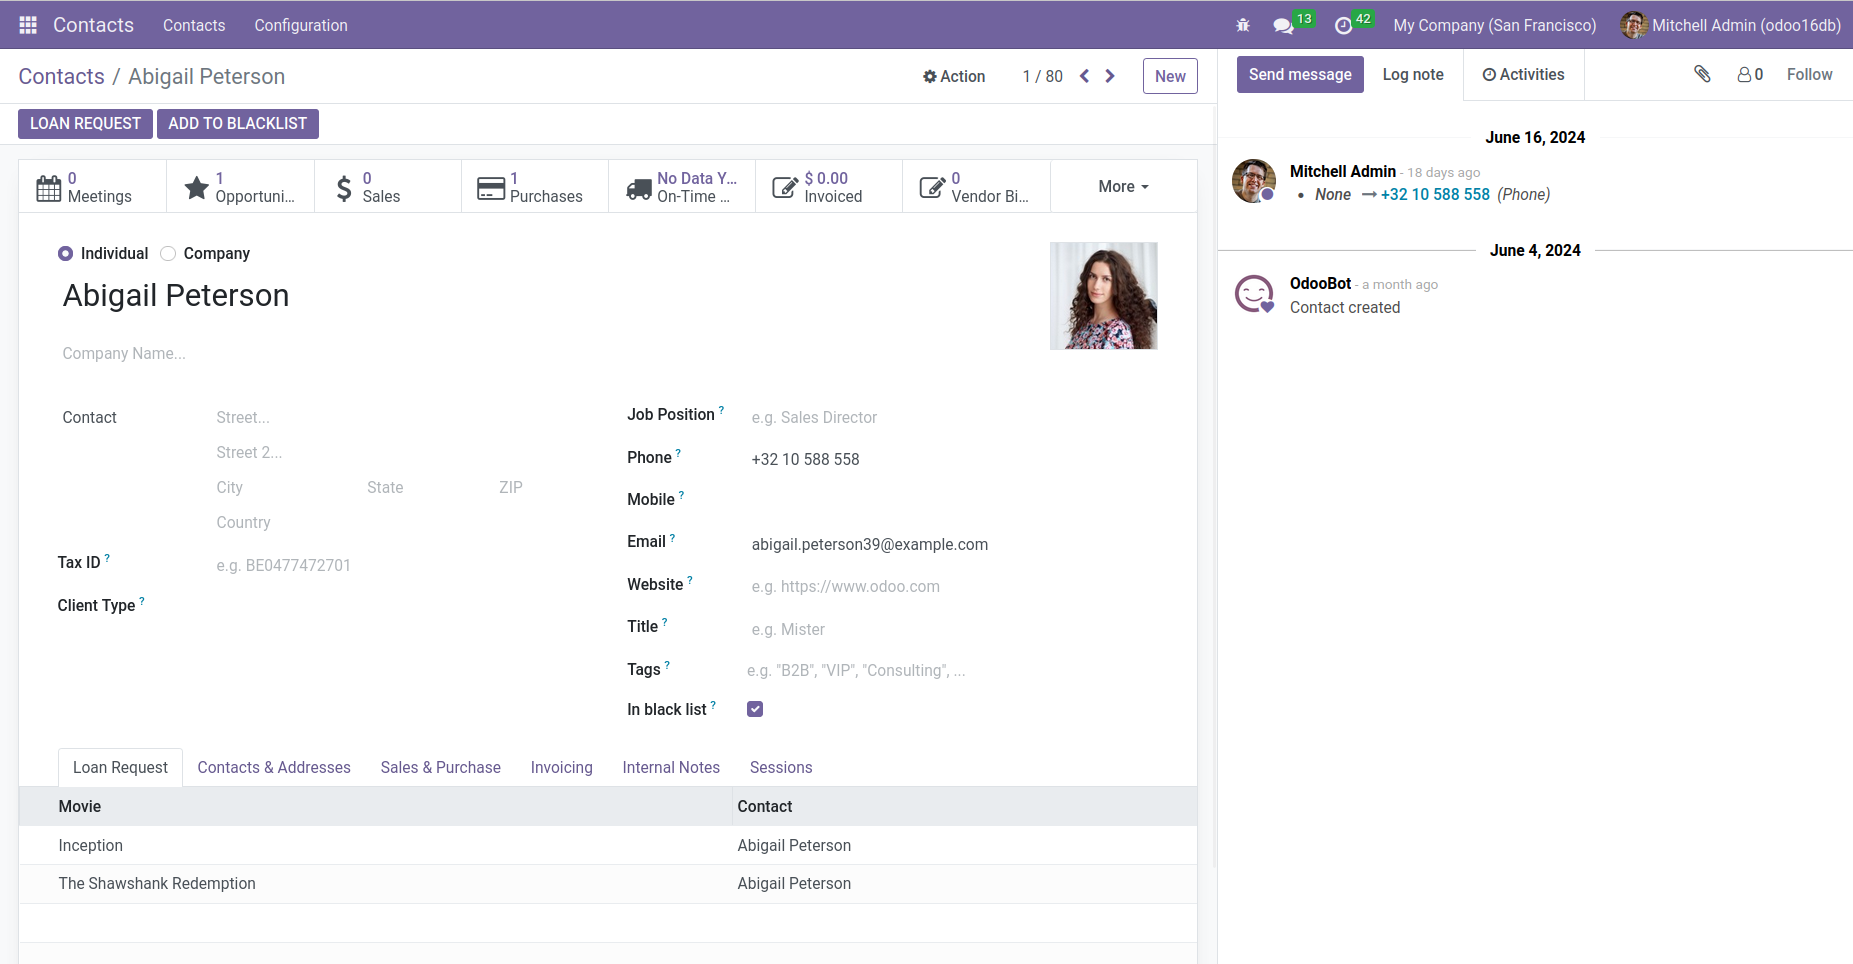 Contacts Contacts Configuration 13 42 My Company (San Francisco) Mitchell Admin (odoo16db)
Contacts / Abigail Peterson Action 1 / 80 New
LOAN REQUEST ADD TO BLACKLIST
0 Meetings
1 Opportuni...
0 Sales
1 Purchases
No Data Y... On-Time ...
$ 0.00 Invoiced
0 Vendor Bi...
More
Individual Company
Abigail Peterson
Company Name...
Contact
Street...
Street 2...
City State ZIP
Country
Tax ID ? e.g. BE0477472701
Client Type ?
Job Position ? e.g. Sales Director
Phone ? +32 10 588 558
Mobile ?
Email ? abigail.peterson39@example.com
Website ? e.g. https://www.odoo.com
Title ? e.g. Mister
Tags ? e.g. "B2B", "VIP", "Consulting", ...
In black list ?
Loan Request Contacts & Addresses Sales & Purchase Invoicing Internal Notes Sessions
Movie Contact
Inception Abigail Peterson
The Shawshank Redemption Abigail Peterson
Send message Log note Activities 0 Follow
June 16, 2024
Mitchell Admin - 18 days ago
• None → +32 10 588 558 (Phone)
June 4, 2024
OdooBot - a month ago
Contact created